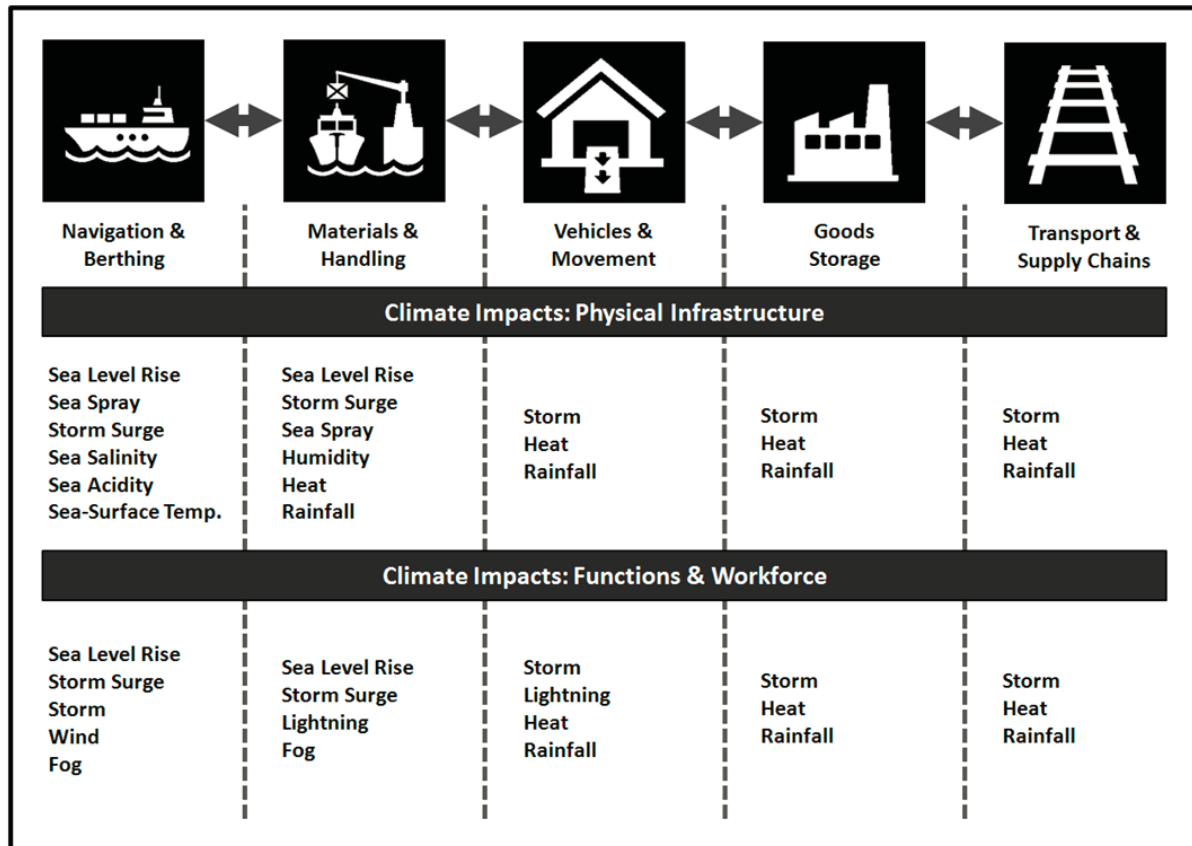 Navigation &
Berthing
Materials &
Handling
Vehicles &
Movement
Goods
Storage
Transport &
Supply Chains
Climate Impacts: Physical Infrastructure
Sea Level Rise
Sea Spray
Storm Surge
Sea Salinity
Sea Acidity
Sea-Surface Temp.
Sea Level Rise
Storm Surge
Sea Spray
Humidity
Heat
Rainfall
Storm
Heat
Rainfall
Storm
Heat
Rainfall
Storm
Heat
Rainfall
Climate Impacts: Functions & Workforce
Sea Level Rise
Storm Surge
Storm
Wind
Fog
Sea Level Rise
Storm Surge
Lightning
Fog
Storm
Lightning
Heat
Rainfall
Storm
Heat
Rainfall
Storm
Heat
Rainfall